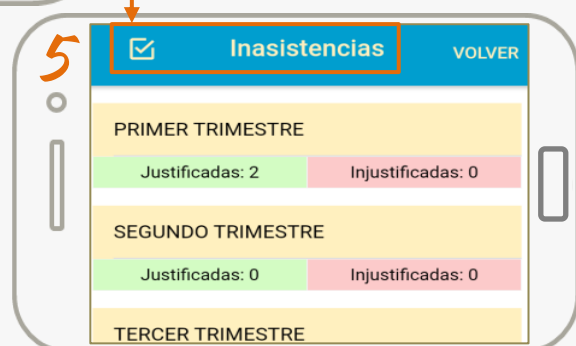 5
Inasistencias VOLVER
PRIMER TRIMESTRE
Justificadas: 2 Injustificadas: 0
SEGUNDO TRIMESTRE
Justificadas: 0 Injustificadas: 0
TERCER TRIMESTRE